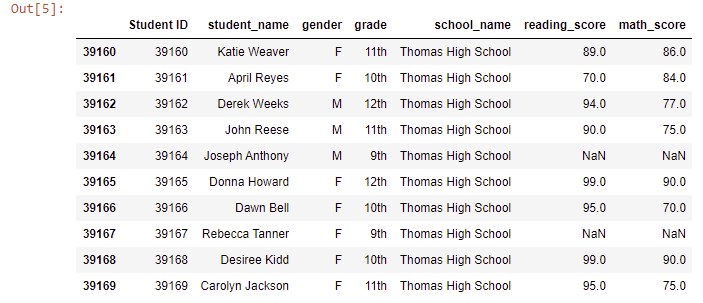 Out[5]:
Student ID student_name gender grade school_name reading_score math_score
39160 39160 Katie Weaver F 11th Thomas High School 89.0 86.0
39161 39161 April Reyes F 10th Thomas High School 70.0 84.0
39162 39162 Derek Weeks M 12th Thomas High School 94.0 77.0
39163 39163 John Reese M 11th Thomas High School 90.0 75.0
39164 39164 Joseph Anthony M 9th Thomas High School NaN NaN
39165 39165 Donna Howard F 12th Thomas High School 99.0 90.0
39166 39166 Dawn Bell F 10th Thomas High School 95.0 70.0
39167 39167 Rebecca Tanner F 9th Thomas High School NaN NaN
39168 39168 Desiree Kidd F 10th Thomas High School 99.0 90.0
39169 39169 Carolyn Jackson F 11th Thomas High School 95.0 75.0